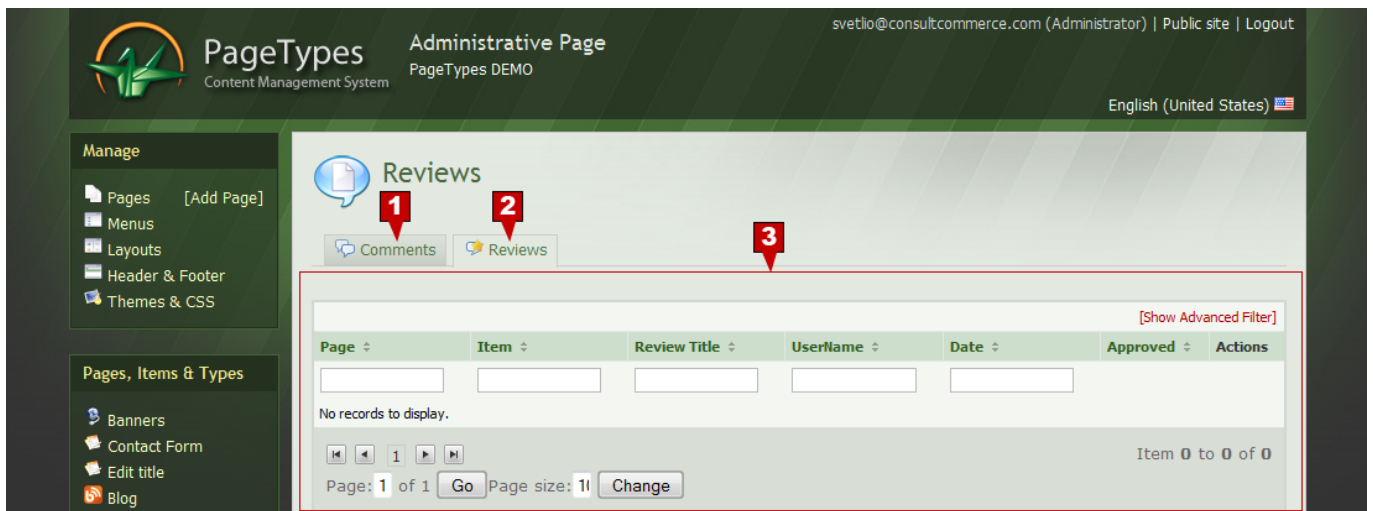 svetlio@consultcommerce.com (Administrator) | Public site | Logout
PageTypes
Content Management System
Administrative Page
PageTypes DEMO
English (United States)
Manage
Pages [Add Page]
Menus
Layouts
Header & Footer
Themes & CSS
Pages, Items & Types
Banners
Contact Form
Edit title
Blog
Reviews
1 2
Comments Reviews
3
[Show Advanced Filter]
Page Item Review Title UserName Date Approved Actions
No records to display.
1 Item 0 to 0 of 0
Page: 1 of 1 Go Page size: 10 Change